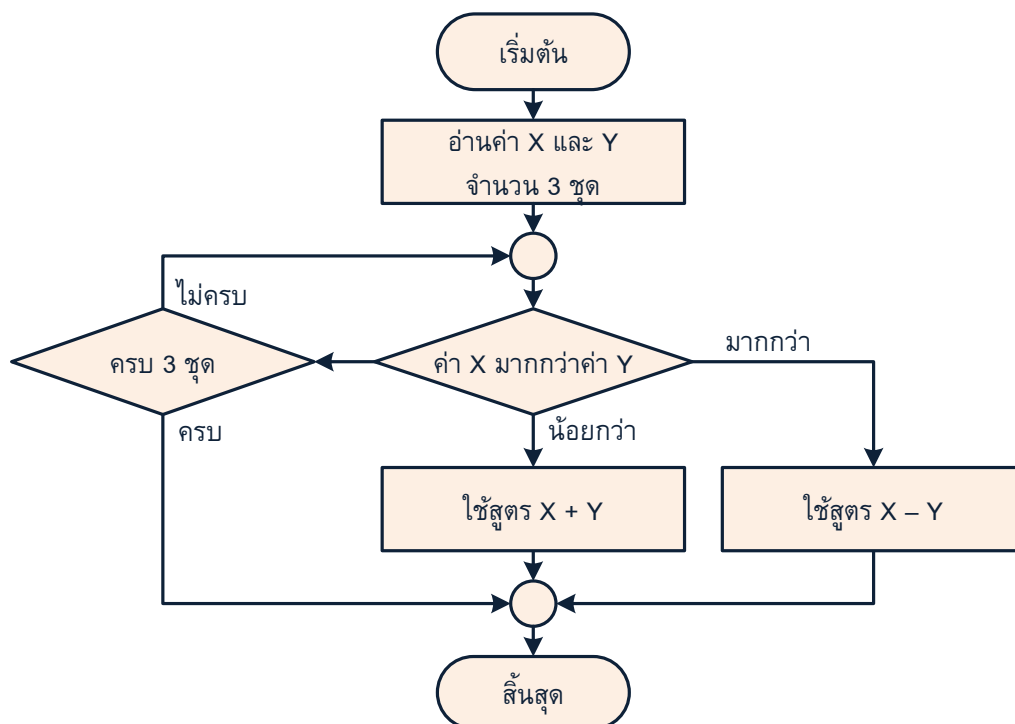 เริ่มต้น
อ่านค่า X และ Y
จำนวน 3 ชุด
ไม่ครบ
ครบ 3 ชุด
ค่า X มากกว่าค่า Y
มากกว่า
ครบ
น้อยกว่า
ใช้สูตร X + Y
ใช้สูตร X – Y
สิ้นสุด